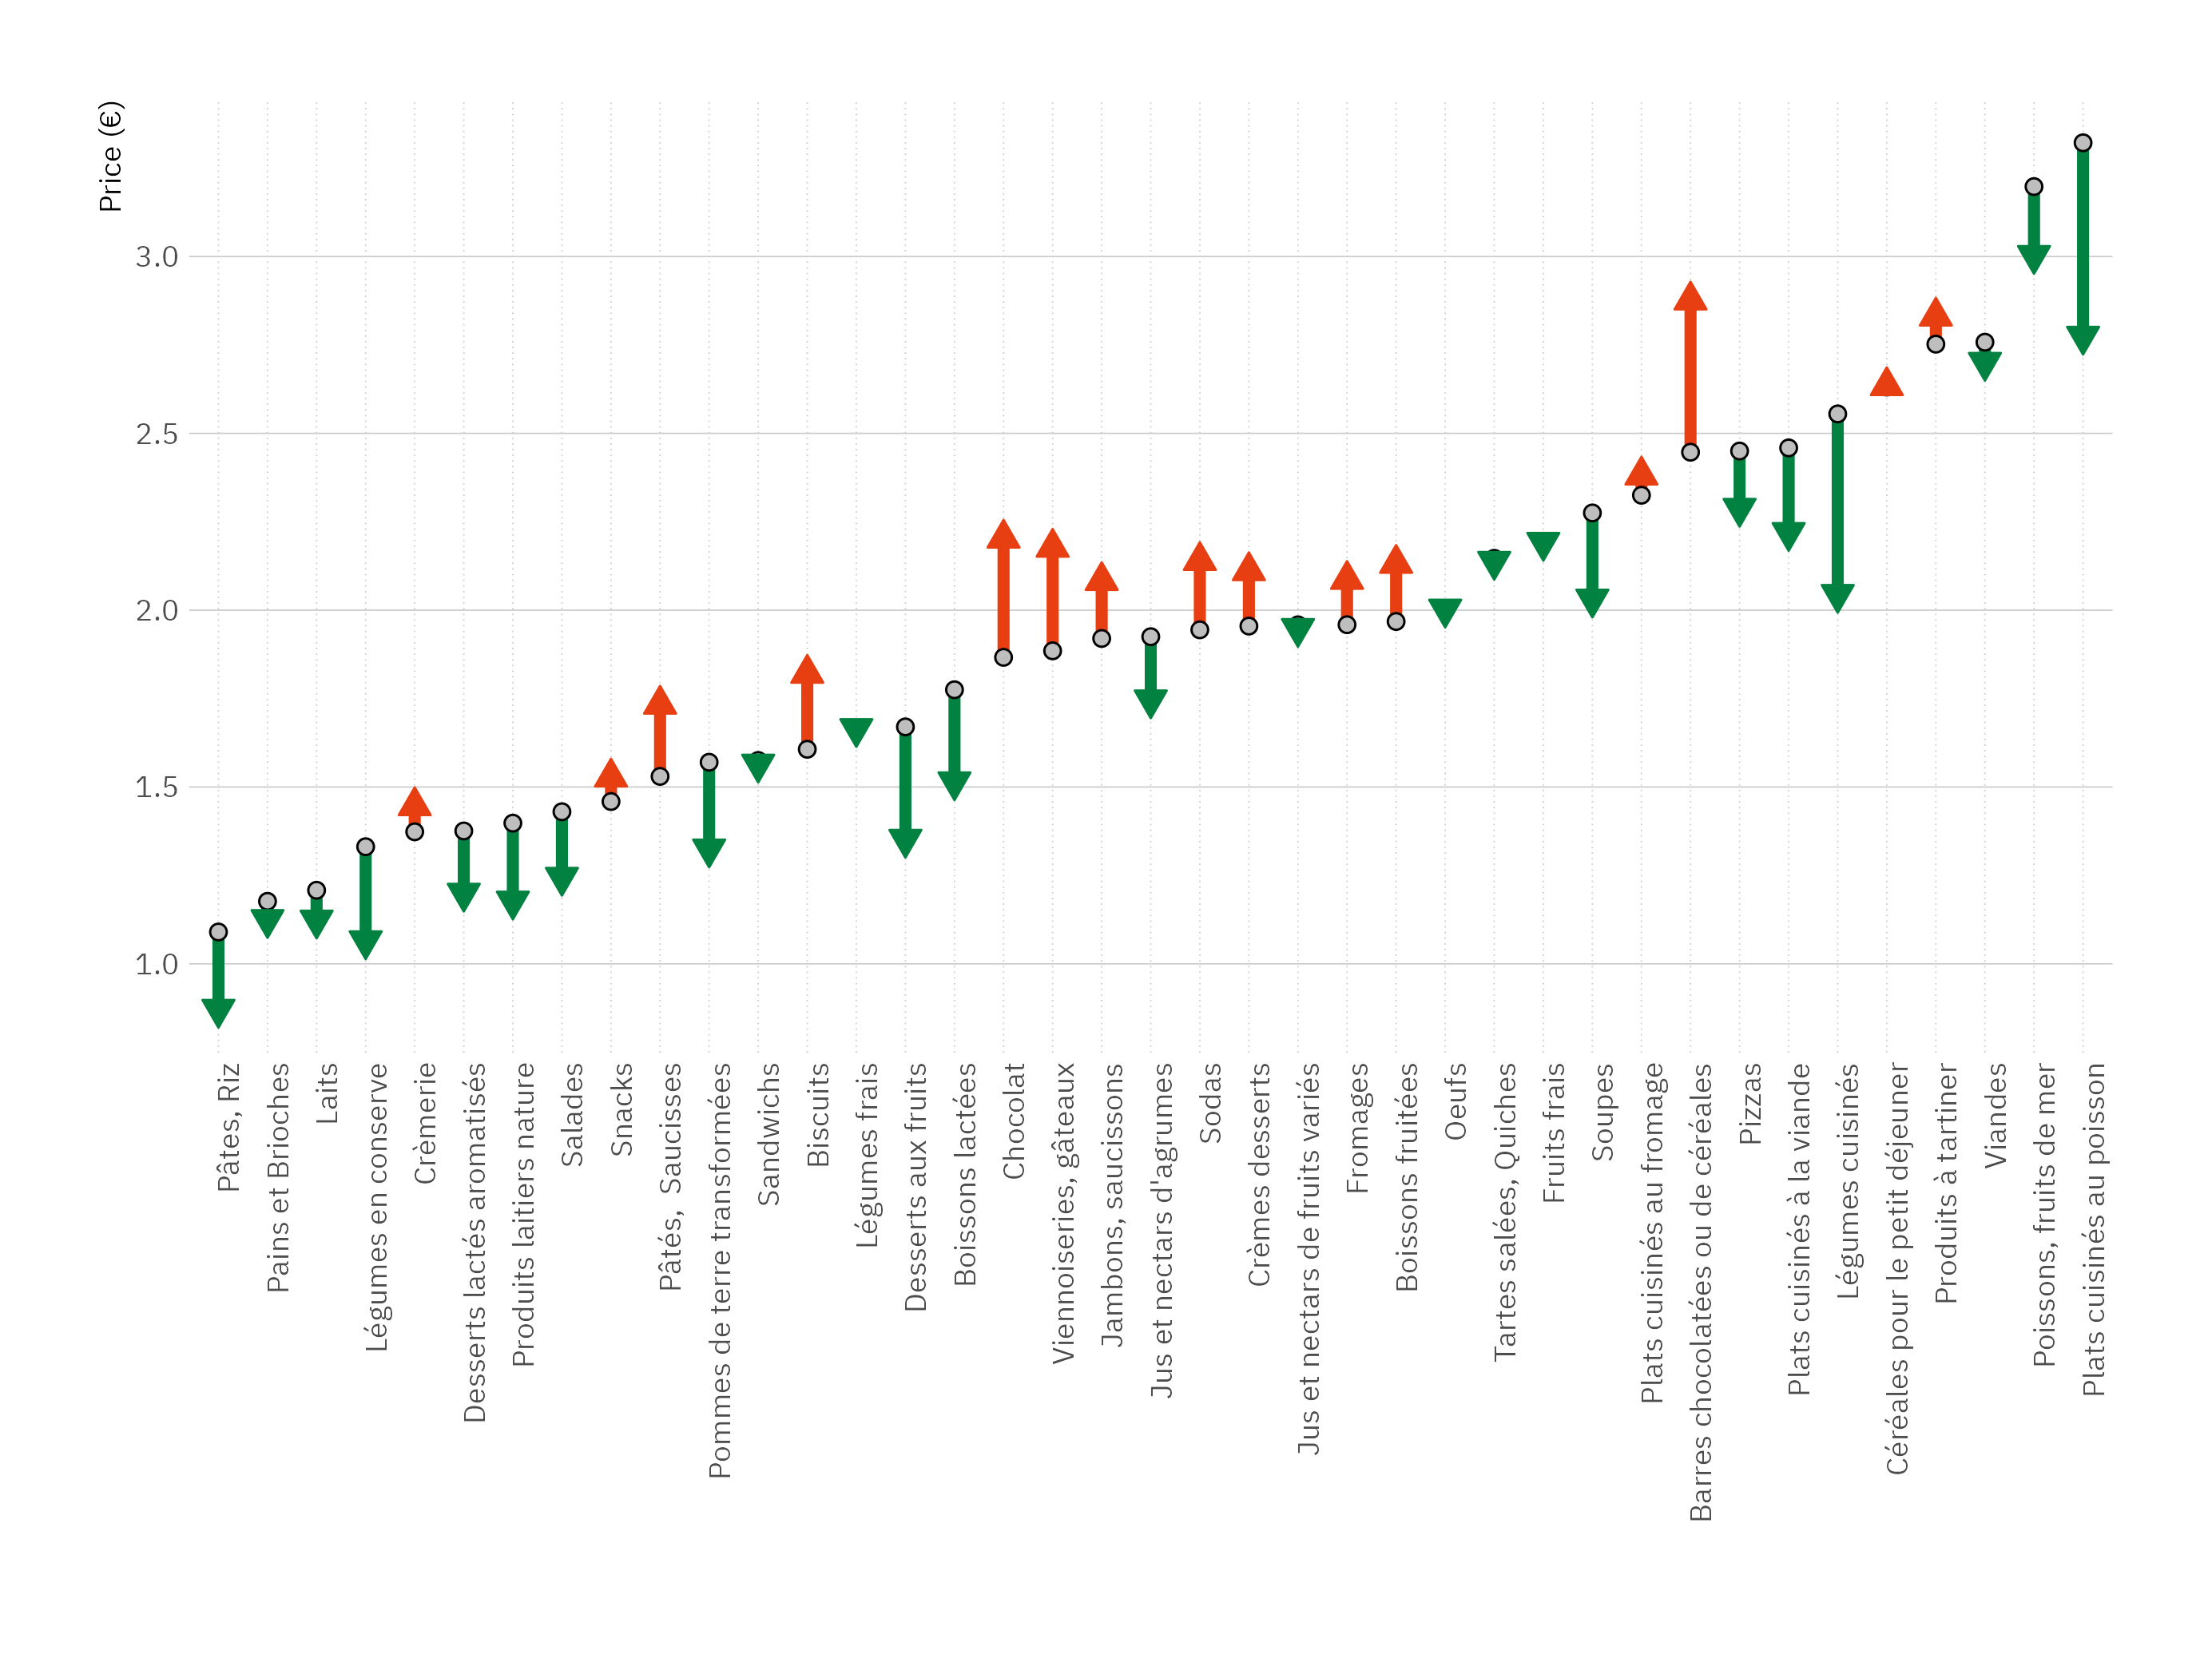 Price (€)
3.0
2.5
2.0
1.5
1.0
Pâtes, Riz
Pains et Brioches
Laits
Légumes en conserve
Crèmerie
Desserts lactés aromatisés
Produits laitiers nature
Salades
Snacks
Pâtés, Saucisses
Pommes de terre transformées
Sandwichs
Biscuits
Légumes frais
Desserts aux fruits
Boissons lactées
Chocolat
Viennoiseries, gâteaux
Jambons, saucissons
Jus et nectars d'agrumes
Sodas
Crèmes desserts
Jus et nectars de fruits variés
Fromages
Boissons fruitées
Oeufs
Tartes salées, Quiches
Fruits frais
Soupes
Plats cuisinés au fromage
Barres chocolatées ou de céréales
Pizzas
Plats cuisinés à la viande
Légumes cuisinés
Céréales pour le petit déjeuner
Produits à tartiner
Viandes
Poissons, fruits de mer
Plats cuisinés au poisson